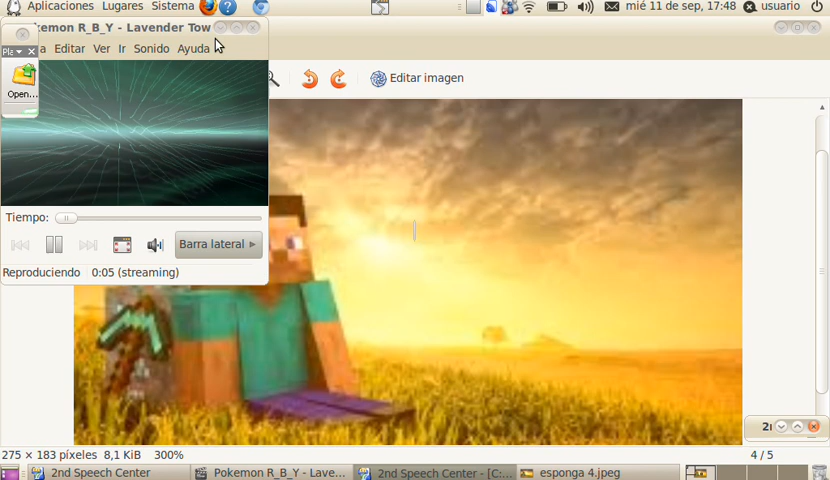 Aplicaciones Lugares Sistema ? mié 11 de sep, 17:48 usuario
kemon R_B_Y - Lavender Tow
Pla
a Editar Ver Ir Sonido Ayuda
Open...
Editar imagen
Tiempo:
Barra lateral
Reproduciendo 0:05 (streaming)
275 × 183 píxeles 8,1 KiB 300% 4 / 5
2nd Speech Center Pokemon R_B_Y - Lave... 2nd Speech Center - [C:... esponga 4.jpeg